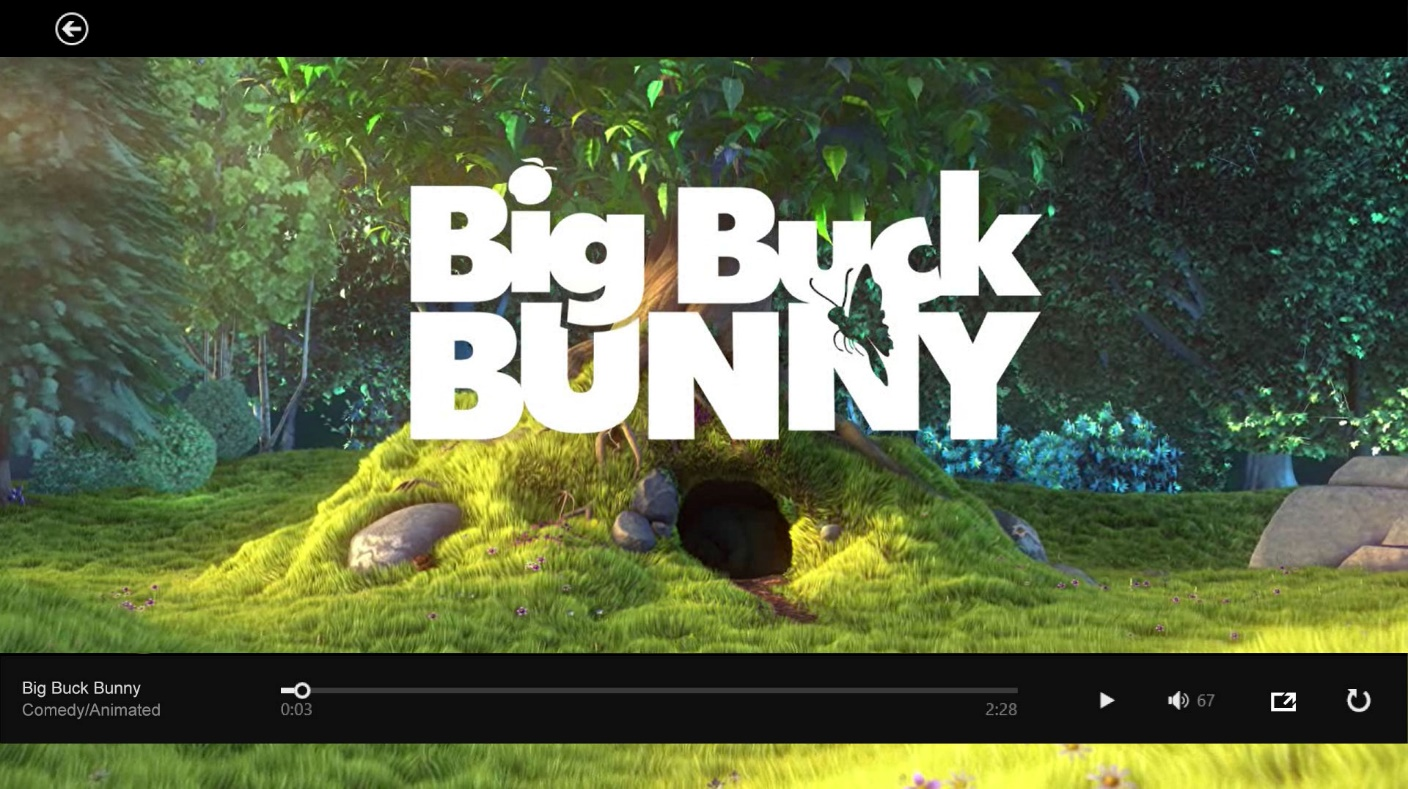 Big Buck
BUNNY
Big Buck Bunny
Comedy/Animated
0:03
2:28
67